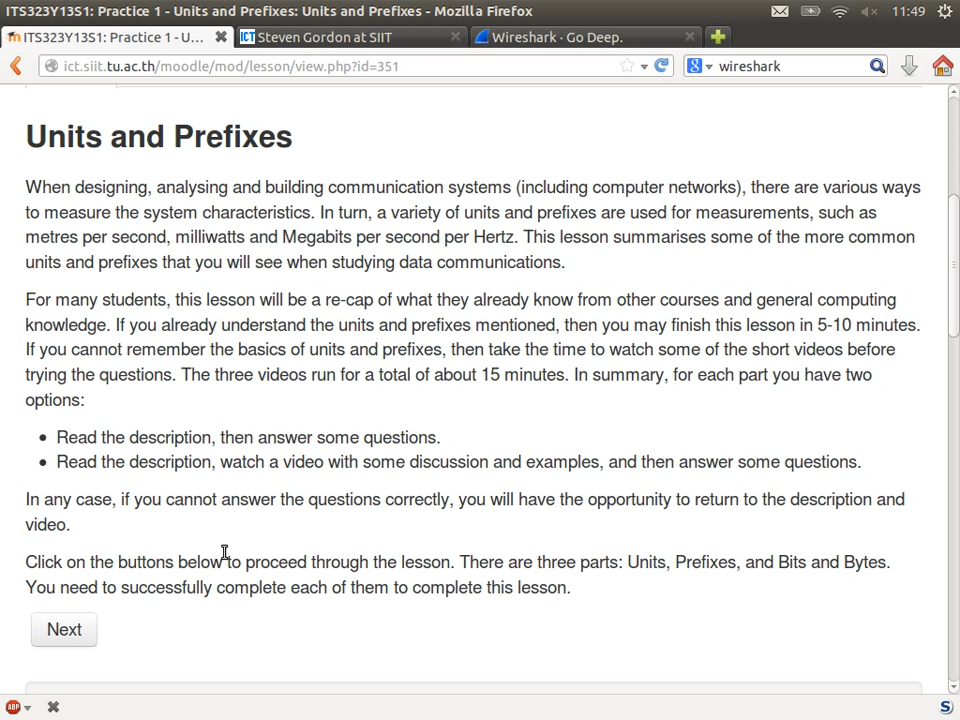 ITS323Y13S1: Practice 1 - Units and Prefixes: Units and Prefixes - Mozilla Firefox
11:49
ITS323Y13S1: Practice 1 - U...
ICT Steven Gordon at SIIT
Wireshark · Go Deep.
ict.siit.tu.ac.th/moodle/mod/lesson/view.php?id=351
8 wireshark
Units and Prefixes
When designing, analysing and building communication systems (including computer networks), there are various ways
to measure the system characteristics. In turn, a variety of units and prefixes are used for measurements, such as
metres per second, milliwatts and Megabits per second per Hertz. This lesson summarises some of the more common
units and prefixes that you will see when studying data communications.
For many students, this lesson will be a re-cap of what they already know from other courses and general computing
knowledge. If you already understand the units and prefixes mentioned, then you may finish this lesson in 5-10 minutes.
If you cannot remember the basics of units and prefixes, then take the time to watch some of the short videos before
trying the questions. The three videos run for a total of about 15 minutes. In summary, for each part you have two
options:
• Read the description, then answer some questions.
• Read the description, watch a video with some discussion and examples, and then answer some questions.
In any case, if you cannot answer the questions correctly, you will have the opportunity to return to the description and
video.
Click on the buttons below to proceed through the lesson. There are three parts: Units, Prefixes, and Bits and Bytes.
You need to successfully complete each of them to complete this lesson.
Next
ABP
S